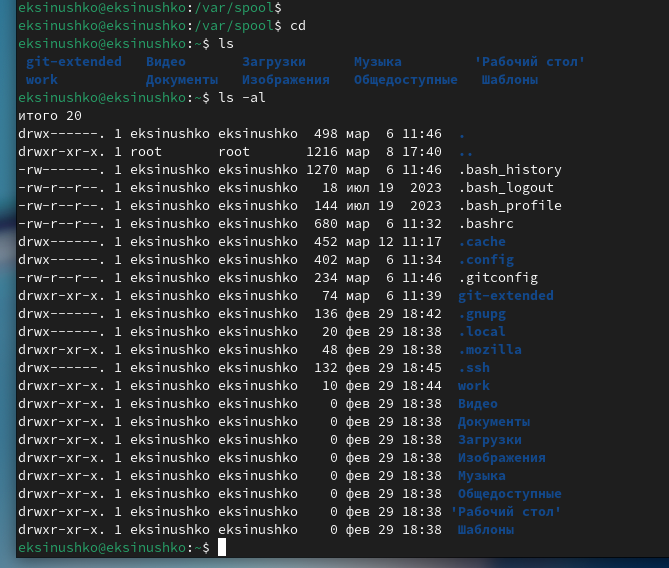 eksinushko@eksinushko:/var/spool$
eksinushko@eksinushko:/var/spool$ cd
eksinushko@eksinushko:~$ ls
git-extended Видео Загрузки Музыка 'Рабочий стол'
work Документы Изображения Общедоступные Шаблоны
eksinushko@eksinushko:~$ ls -al
итого 20
drwx------. 1 eksinushko eksinushko 498 мар 6 11:46 .
drwxr-xr-x. 1 root root 1216 мар 8 17:40 ..
-rw-------. 1 eksinushko eksinushko 1270 мар 6 11:46 .bash_history
-rw-r--r--. 1 eksinushko eksinushko 18 июл 19 2023 .bash_logout
-rw-r--r--. 1 eksinushko eksinushko 144 июл 19 2023 .bash_profile
-rw-r--r--. 1 eksinushko eksinushko 680 мар 6 11:32 .bashrc
drwx------. 1 eksinushko eksinushko 452 мар 12 11:17 .cache
drwx------. 1 eksinushko eksinushko 402 мар 6 11:34 .config
-rw-r--r--. 1 eksinushko eksinushko 234 мар 6 11:46 .gitconfig
drwxr-xr-x. 1 eksinushko eksinushko 74 мар 6 11:39 git-extended
drwx------. 1 eksinushko eksinushko 136 фев 29 18:42 .gnupg
drwx------. 1 eksinushko eksinushko 20 фев 29 18:38 .local
drwxr-xr-x. 1 eksinushko eksinushko 48 фев 29 18:38 .mozilla
drwx------. 1 eksinushko eksinushko 132 фев 29 18:45 .ssh
drwxr-xr-x. 1 eksinushko eksinushko 10 фев 29 18:44 work
drwxr-xr-x. 1 eksinushko eksinushko 0 фев 29 18:38 Видео
drwxr-xr-x. 1 eksinushko eksinushko 0 фев 29 18:38 Документы
drwxr-xr-x. 1 eksinushko eksinushko 0 фев 29 18:38 Загрузки
drwxr-xr-x. 1 eksinushko eksinushko 0 фев 29 18:38 Изображения
drwxr-xr-x. 1 eksinushko eksinushko 0 фев 29 18:38 Музыка
drwxr-xr-x. 1 eksinushko eksinushko 0 фев 29 18:38 Общедоступные
drwxr-xr-x. 1 eksinushko eksinushko 0 фев 29 18:38 'Рабочий стол'
drwxr-xr-x. 1 eksinushko eksinushko 0 фев 29 18:38 Шаблоны
eksinushko@eksinushko:~$